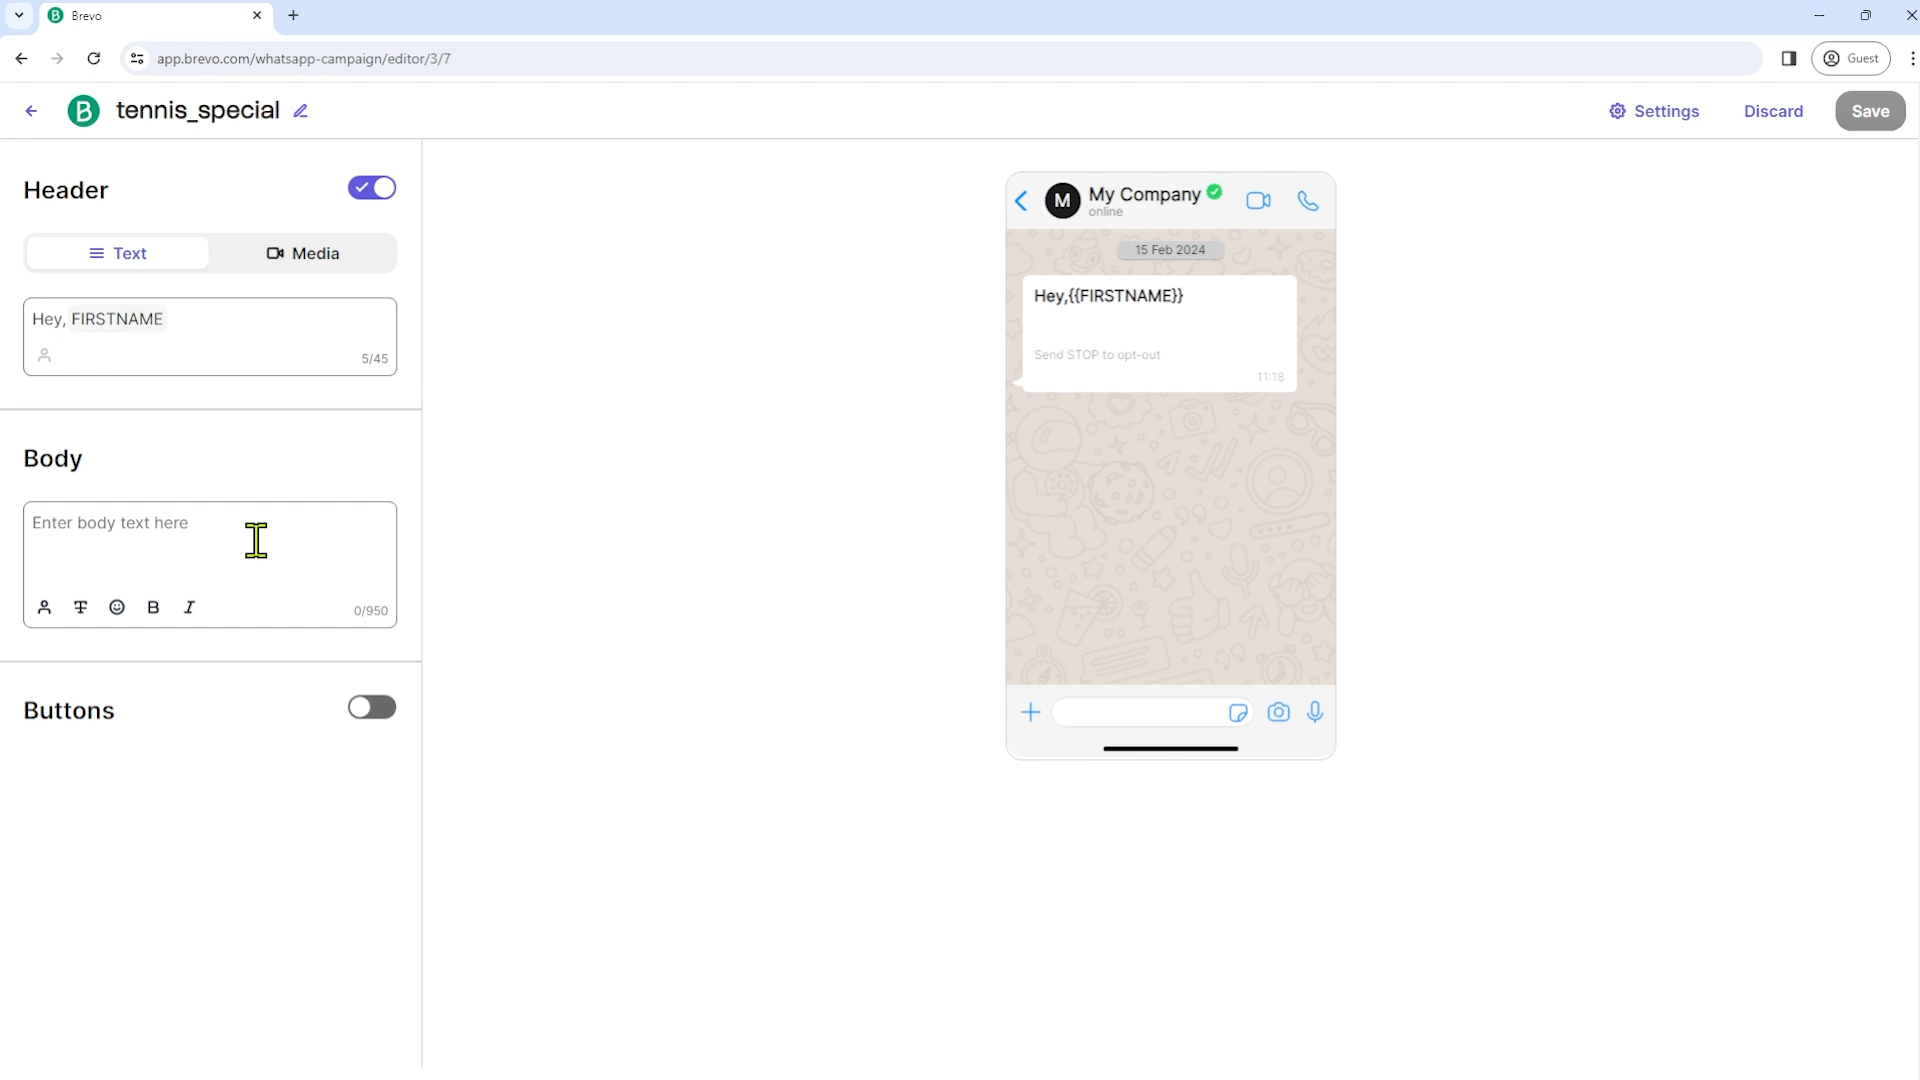 Brevo
app.brevo.com/whatsapp-campaign/editor/3/7
Guest
B tennis_special
Settings
Discard
Save
Header
Text
Media
Hey, FIRSTNAME
5/45
Body
Enter body text here
B I
0/950
Buttons
M My Company
online
15 Feb 2024
Hey,{{FIRSTNAME}}
Send STOP to opt-out
11:18